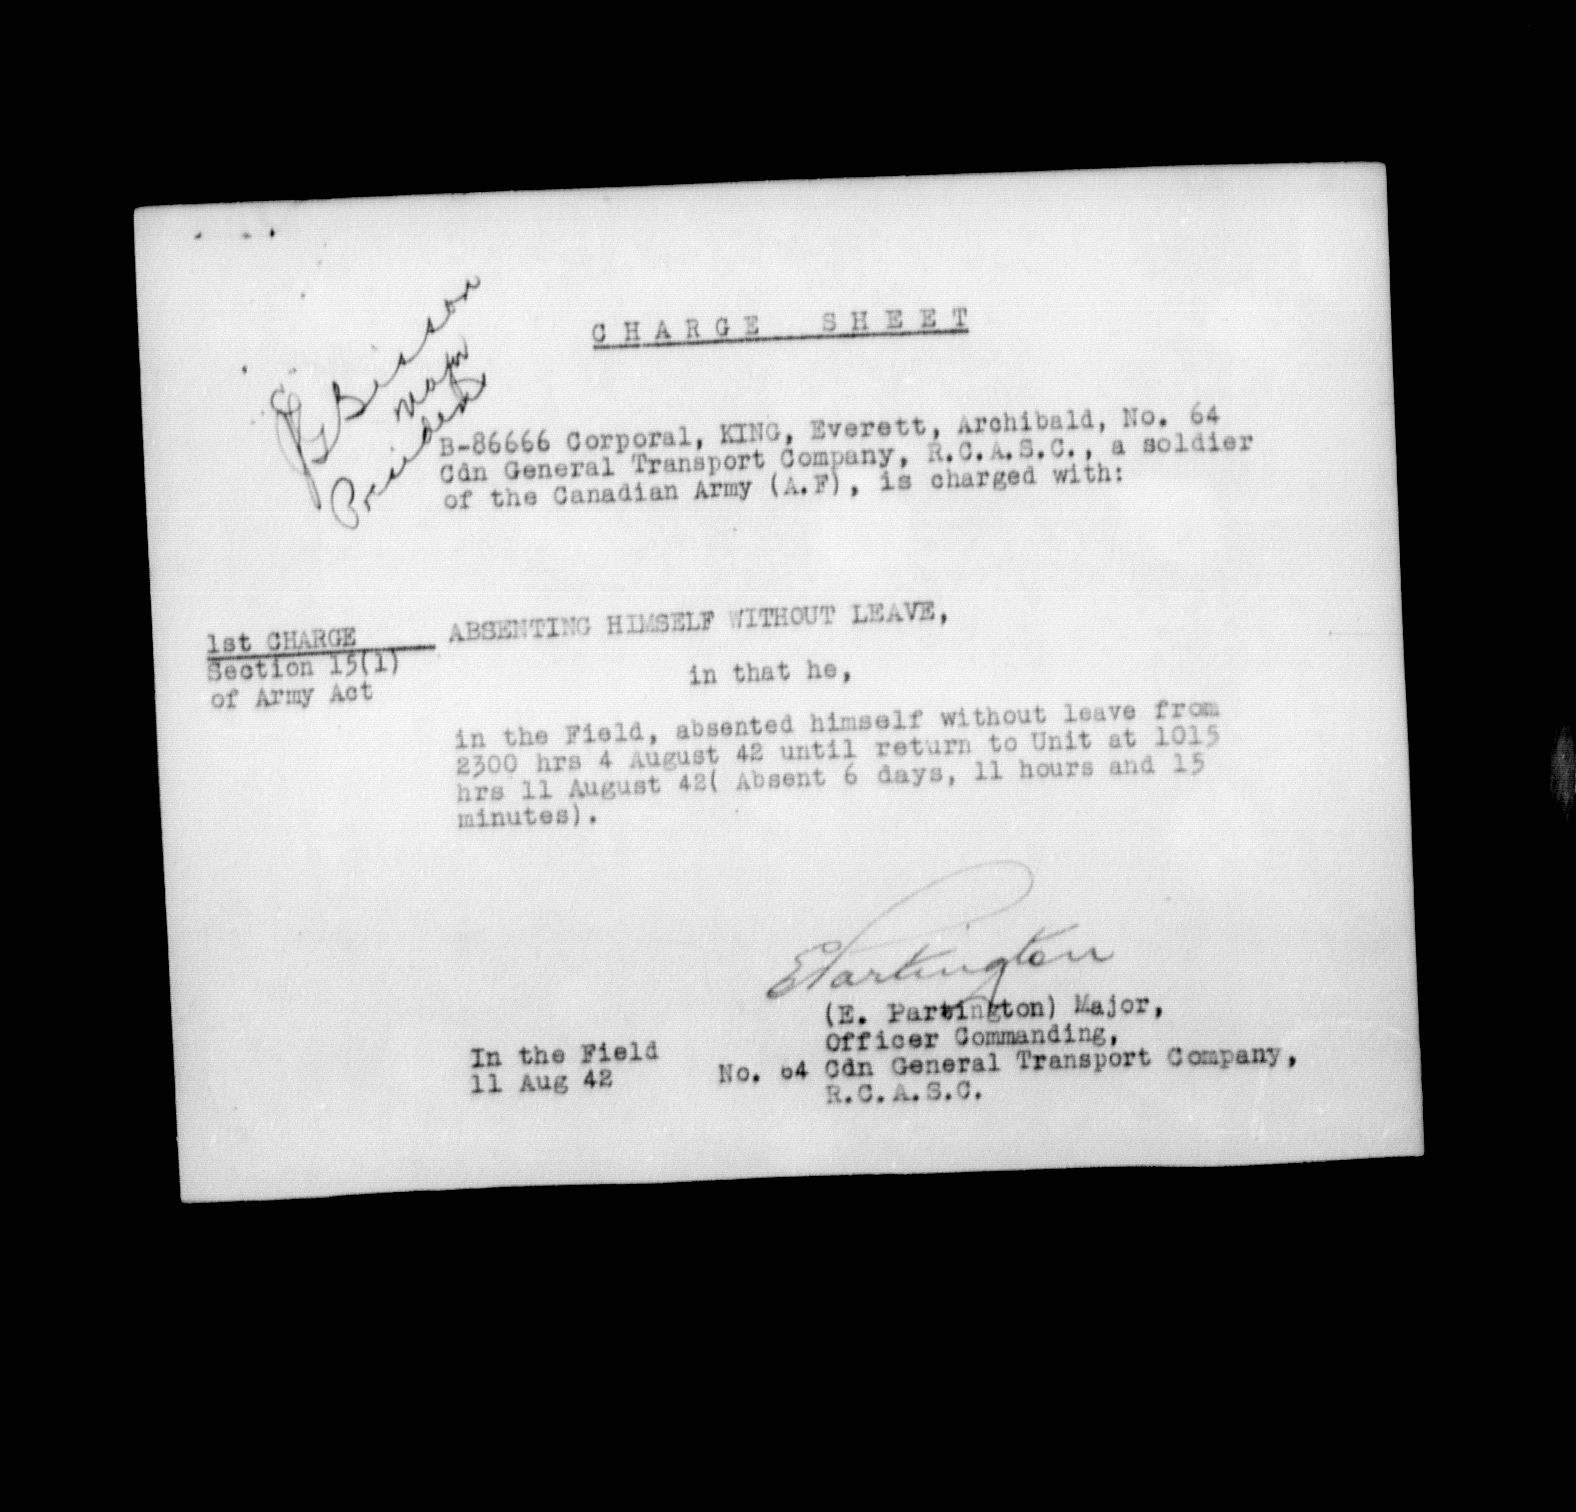 CHARGE SHEET
Bisson
Major
President
B-86666 Corporal, KING, Everett, Archibald, No. 64
Cdn General Transport Company, R.C.A.S.C., a soldier
of the Canadian Army (A.F), is charged with:
1st CHARGE
Section 15(1)
of Army Act
ABSENTING HIMSELF WITHOUT LEAVE,
in that he,
in the Field, absented himself without leave from
2300 hrs 4 August 42 until return to Unit at 1015
hrs 11 August 42( Absent 6 days, 11 hours and 15
minutes).
EPartington
(E. Partington) Major,
Officer Commanding,
No. 64 Cdn General Transport Company,
R.C.A.S.C.
In the Field
11 Aug 42